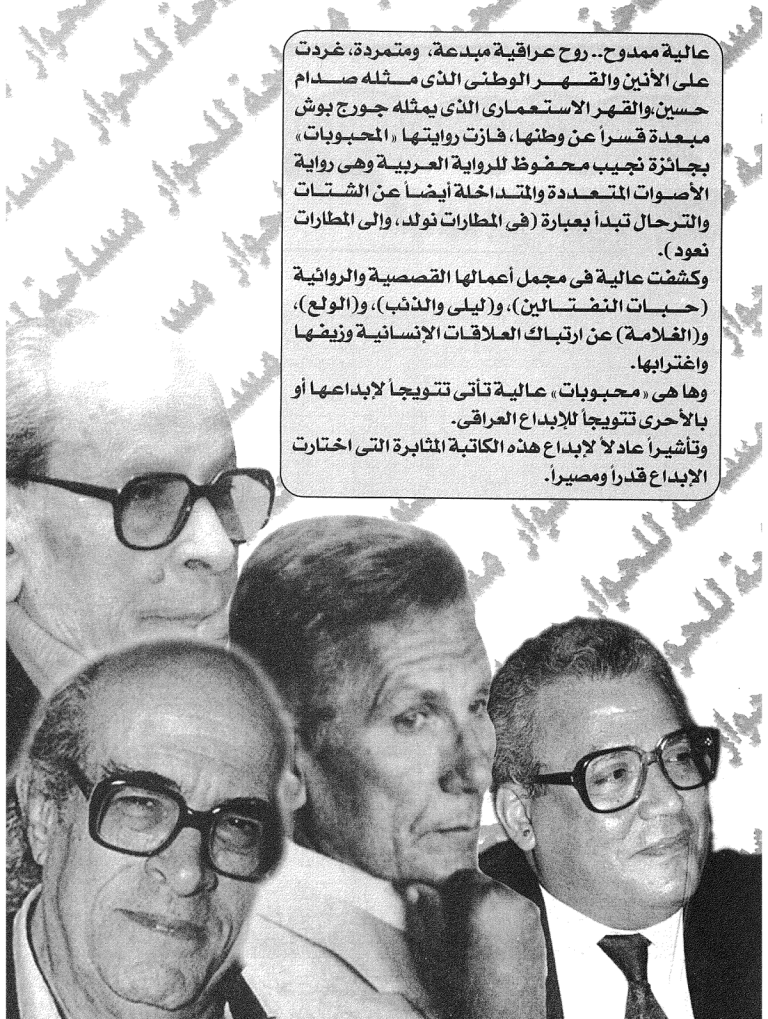 عالية ممدوح.. روح عراقية مبدعة، ومتمردة، غردت
على الأنين والقهر الوطنى الذى مثله صدام
حسين،والقهر الاستعمارى الذى يمثله جورج بوش
مبعدة قسراً عن وطنها، فازت روايتها «المحبوبات»
بجائزة نجيب محفوظ للرواية العربية وهى رواية
الأصوات المتعددة والمتداخلة أيضاً عن الشتات
والترحال تبدأ بعبارة (فى المطارات نولد، وإلى المطارات
نعود).
وكشفت عالية فى مجمل أعمالها القصصية والروائية
(حبات النفتالين)، و(ليلى والذئب)، و(الولع)،
و(الغلامة) عن ارتباك العلاقات الإنسانية وزيفها
واغترابها.
وها هى «محبوبات» عالية تأتى تتويجاً لإبداعها أو
بالأحرى تتويجاً للإبداع العراقى.
وتأشيراً عادلاً لإبداع هذه الكاتبة المثابرة التى اختارت
الإبداع قدراً ومصيراً.
مساحة للحوار